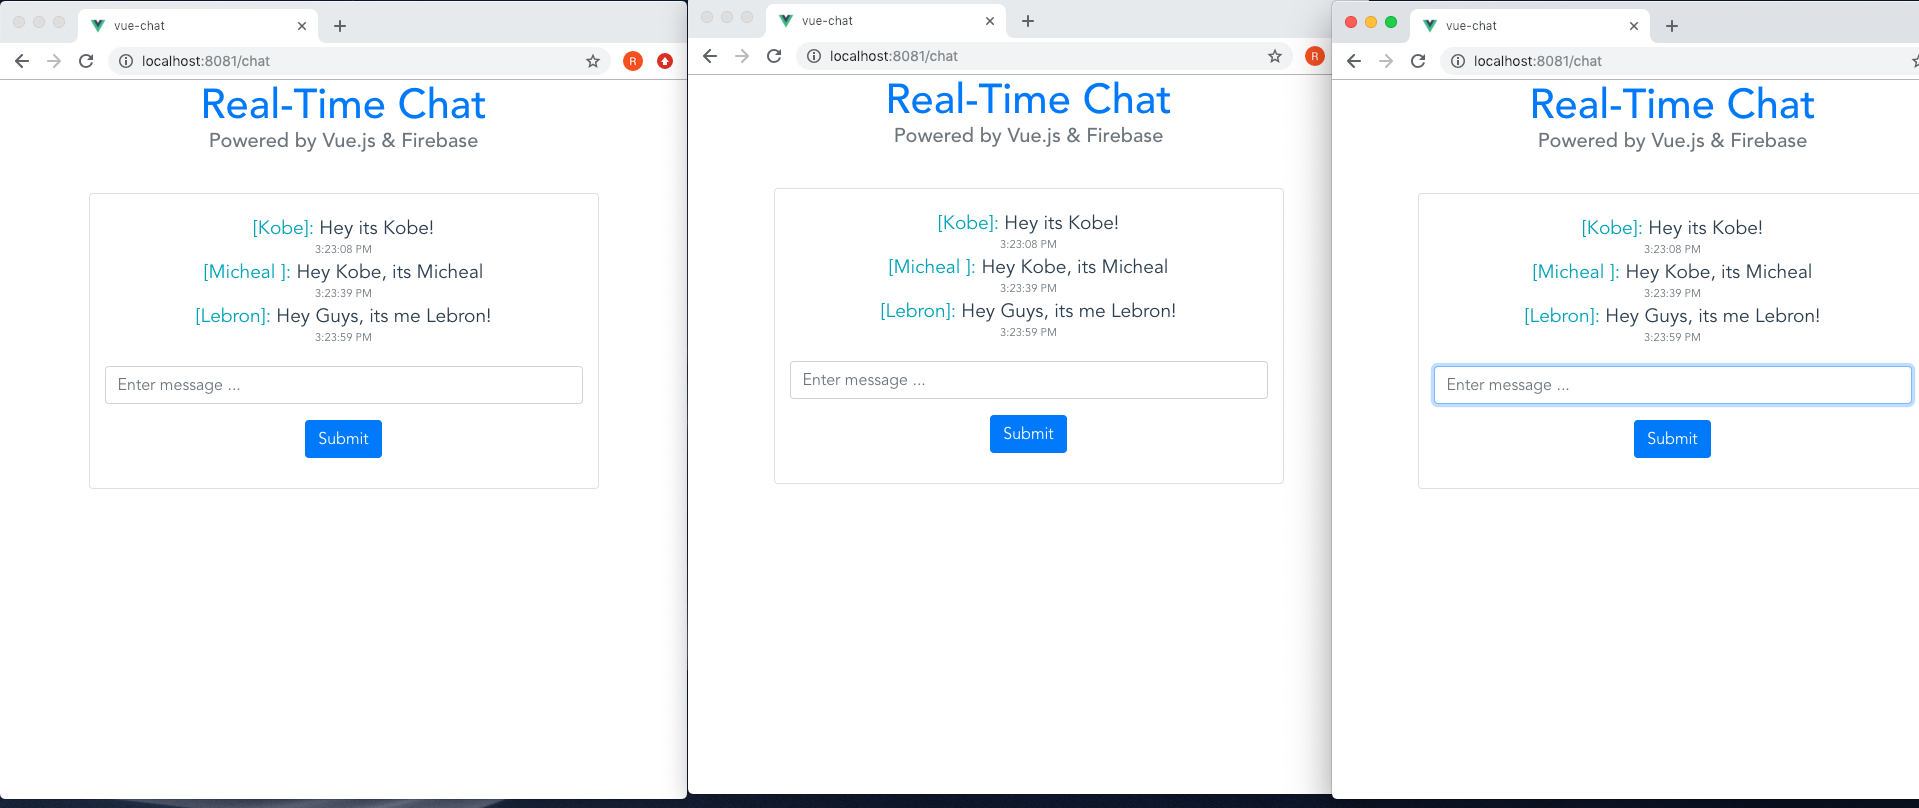 vue-chat
localhost:8081/chat
R
Real-Time Chat
Powered by Vue.js & Firebase
[Kobe]: Hey its Kobe!
3:23:08 PM
[Micheal ]: Hey Kobe, its Micheal
3:23:39 PM
[Lebron]: Hey Guys, its me Lebron!
3:23:59 PM
Enter message ...
Submit
vue-chat
localhost:8081/chat
R
Real-Time Chat
Powered by Vue.js & Firebase
[Kobe]: Hey its Kobe!
3:23:08 PM
[Micheal ]: Hey Kobe, its Micheal
3:23:39 PM
[Lebron]: Hey Guys, its me Lebron!
3:23:59 PM
Enter message ...
Submit
vue-chat
localhost:8081/chat
Real-Time Chat
Powered by Vue.js & Firebase
[Kobe]: Hey its Kobe!
3:23:08 PM
[Micheal ]: Hey Kobe, its Micheal
3:23:39 PM
[Lebron]: Hey Guys, its me Lebron!
3:23:59 PM
Enter message ...
Submit